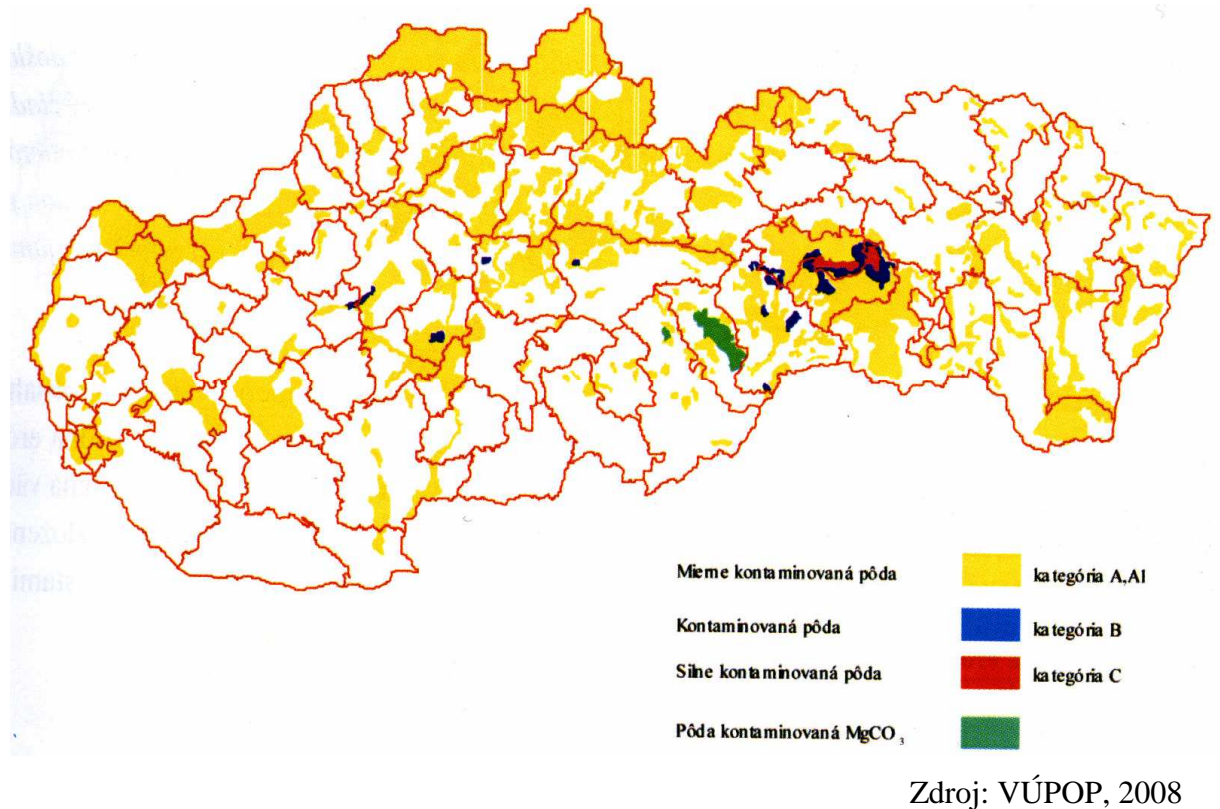 Mierne kontaminovaná pôda kategória A,A1
Kontaminovaná pôda kategória B
Silne kontaminovaná pôda kategória C
Pôda kontaminovaná MgCO3
Zdroj: VÚPOP, 2008